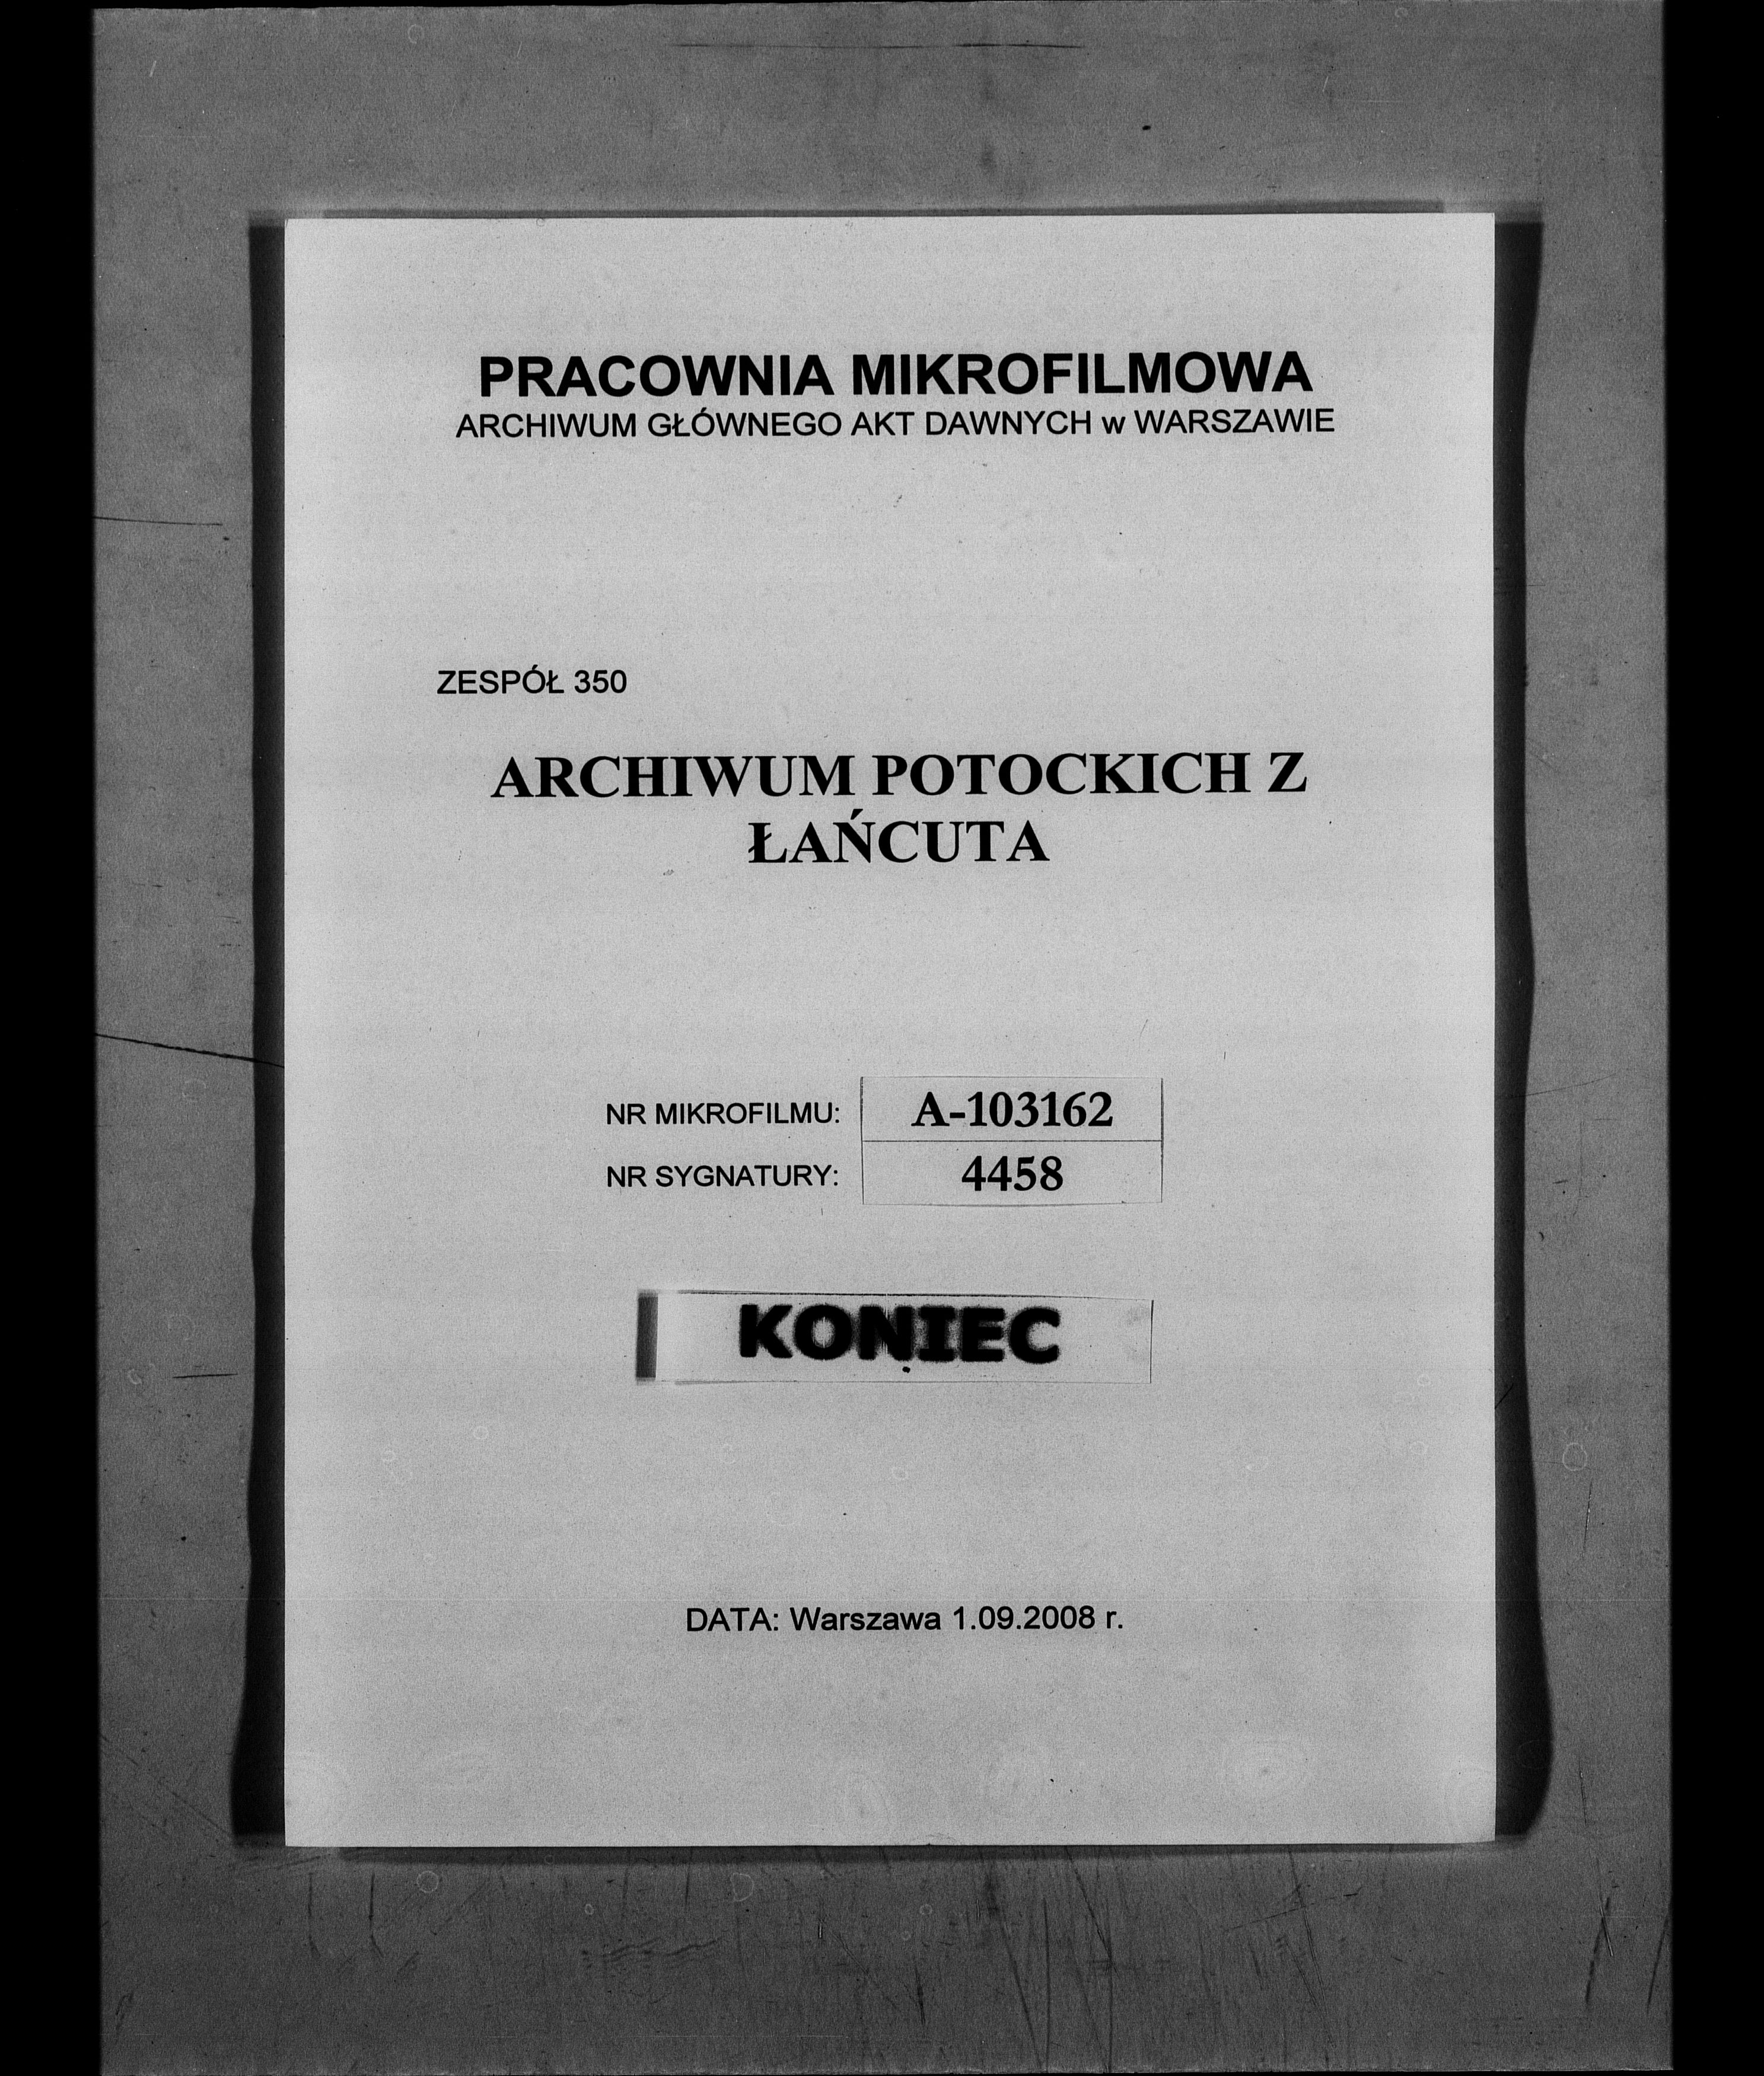 PRACOWNIA MIKROFILMOWA
ARCHIWUM GŁÓWNEGO AKT DAWNYCH w WARSZAWIE
ZESPÓŁ 350
ARCHIWUM POTOCKICH Z
ŁAŃCUTA
NR MIKROFILMU: A-103162
NR SYGNATURY: 4458
KONIEC
DATA: Warszawa 1.09.2008 r.